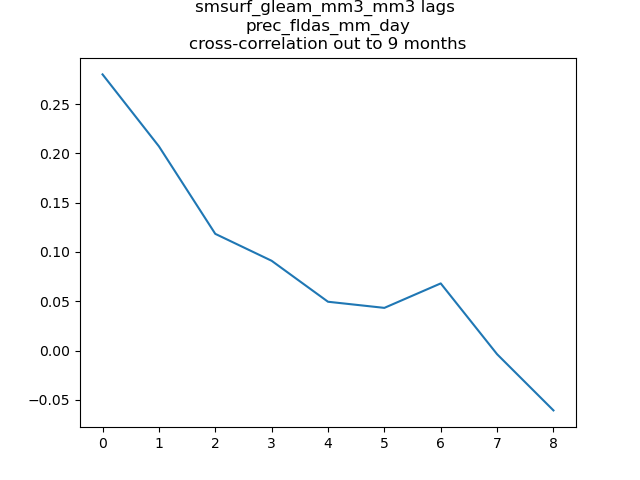 smsurf_gleam_mm3_mm3 lags
prec_fldas_mm_day
cross-correlation out to 9 months
0.25
0.20
0.15
0.10
0.05
0.00
−0.05
0 1 2 3 4 5 6 7 8